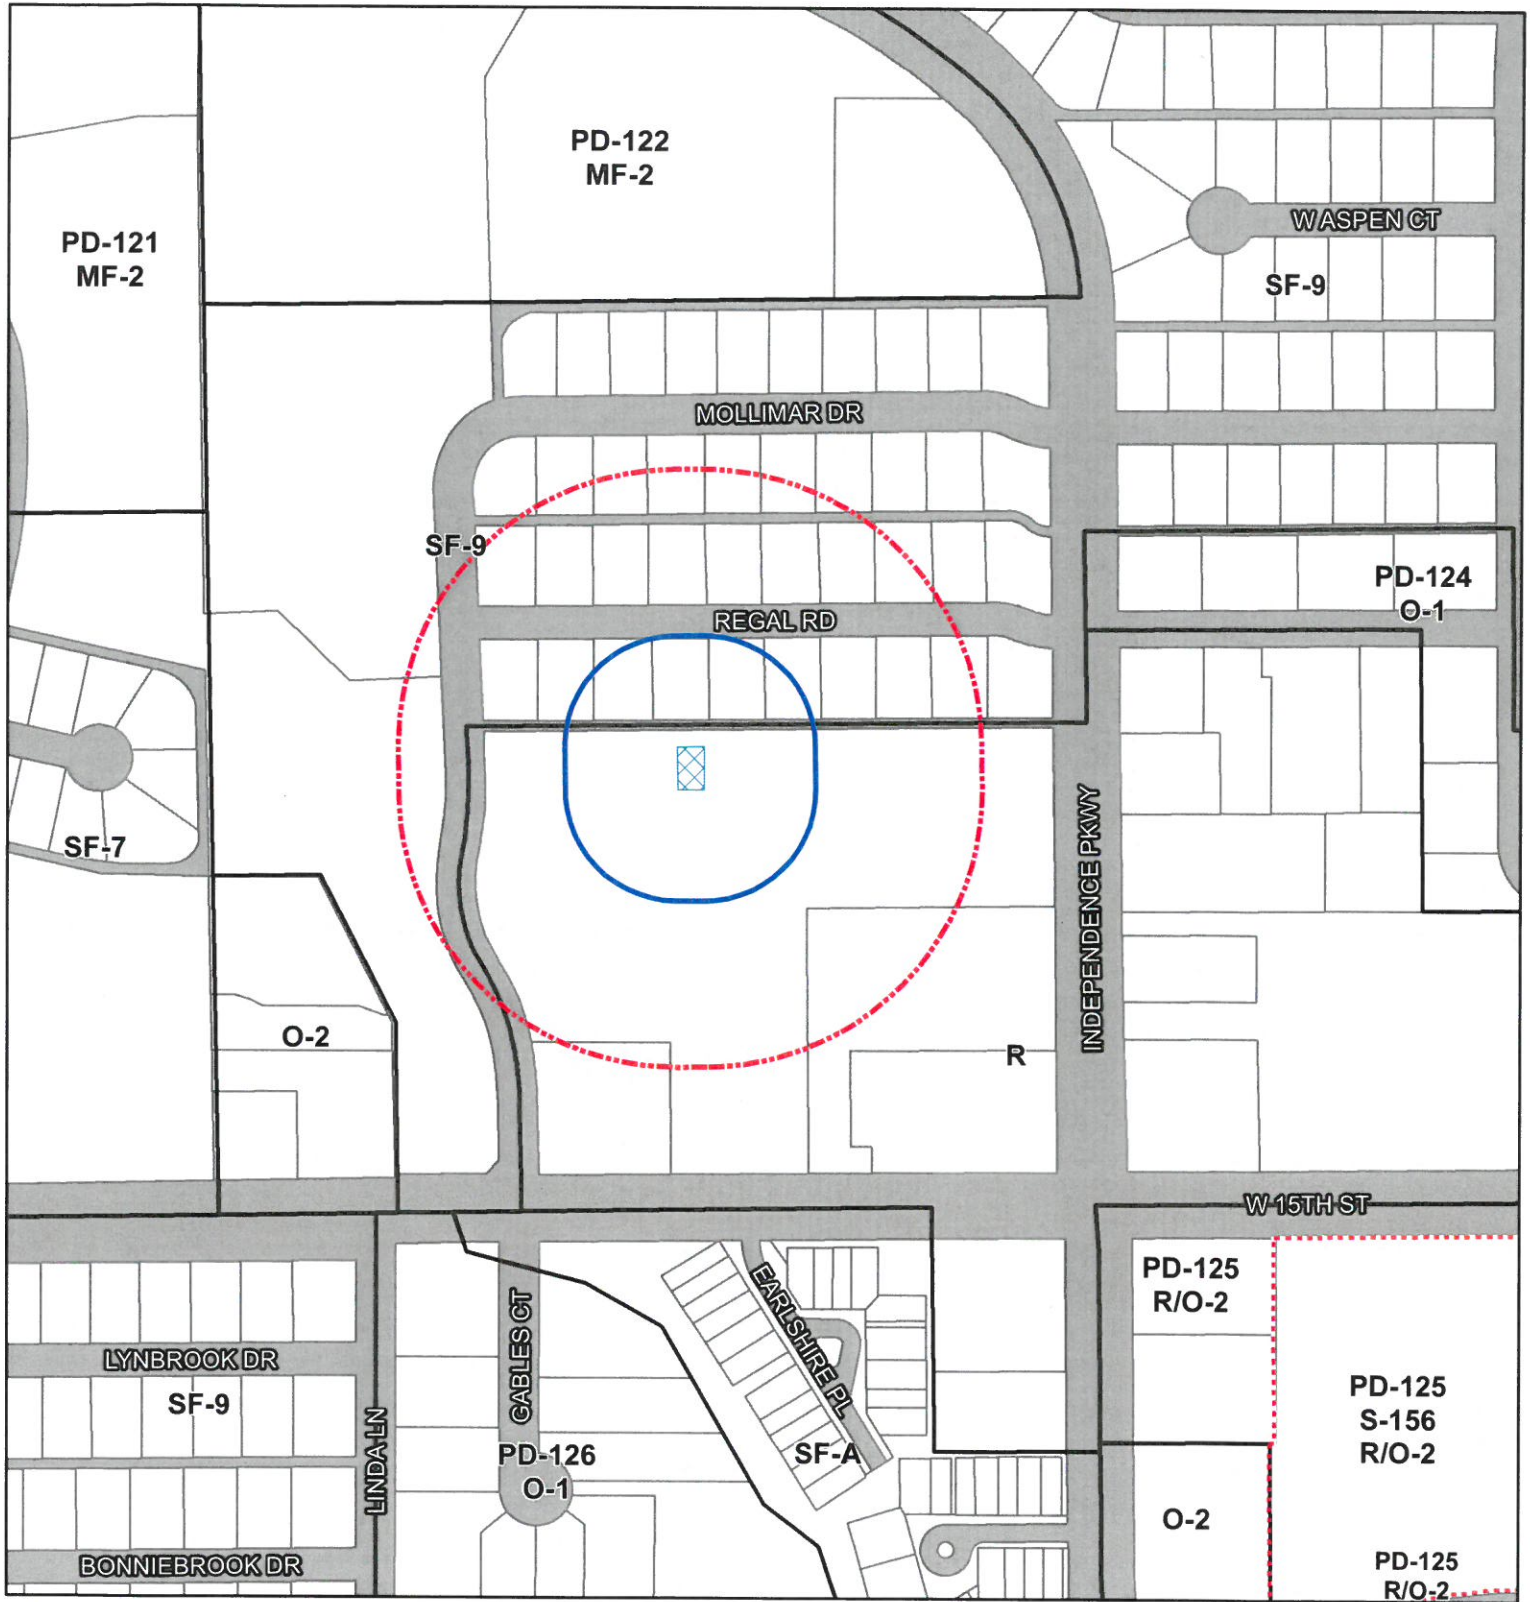 PD-122
MF-2
W ASPEN CT
PD-121
MF-2
SF-9
MOLLIMAR DR
SF-9
PD-124
O-1
REGAL RD
SF-7
INDEPENDENCE PKWY
O-2
R
W 15TH ST
PD-125
R/O-2
EARLSHIRE PL
GABLES CT
LYNBROOK DR
SF-9
PD-125
S-156
R/O-2
LINDA LN
PD-126
O-1
SF-A
O-2
BONNIEBROOK DR
PD-125
R/O-2